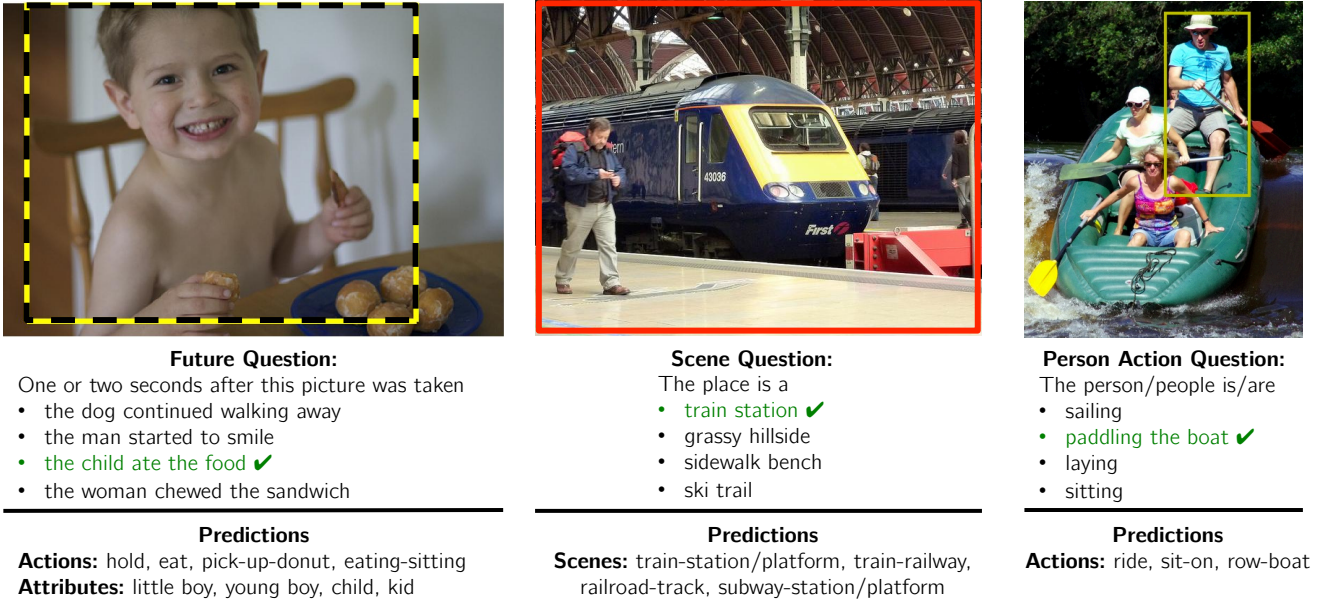 43036
First
Future Question:
One or two seconds after this picture was taken
• the dog continued walking away
• the man started to smile
• the child ate the food ✔
• the woman chewed the sandwich
Predictions
Actions: hold, eat, pick-up-donut, eating-sitting
Attributes: little boy, young boy, child, kid
Scene Question:
The place is a
• train station ✔
• grassy hillside
• sidewalk bench
• ski trail
Predictions
Scenes: train-station/platform, train-railway,
railroad-track, subway-station/platform
Person Action Question:
The person/people is/are
• sailing
• paddling the boat ✔
• laying
• sitting
Predictions
Actions: ride, sit-on, row-boat